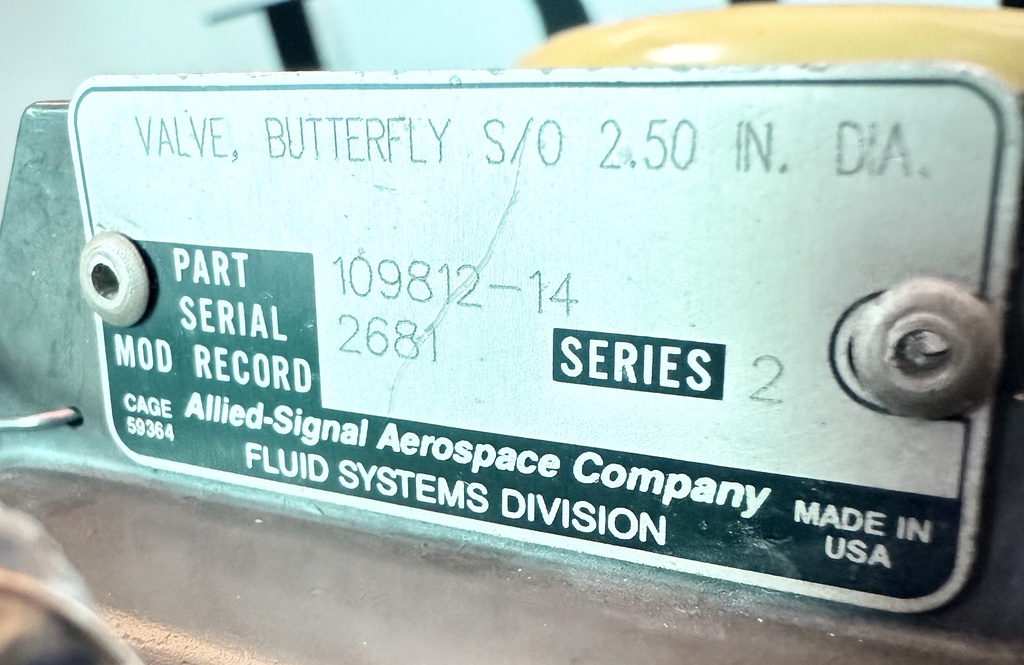 VALVE, BUTTERFLY S/O 2.50 IN. DIA.
PART 109812-14
SERIAL 2681
MOD RECORD
SERIES 2
CAGE
59364
Allied-Signal Aerospace Company
FLUID SYSTEMS DIVISION
MADE IN
USA